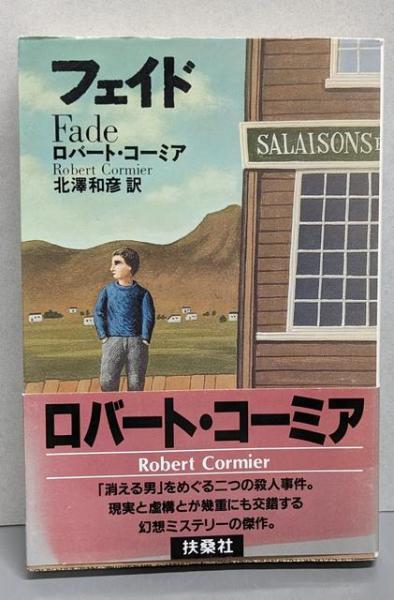 フェイド
Fade
ロバート・コーミア
Robert Cormier
北澤和彦 訳
SALAISONS
ロバート・コーミア
Robert Cormier
「消える男」をめぐる二つの殺人事件。
現実と虚構とが幾重にも交錯する
幻想ミステリーの傑作。
扶桑社